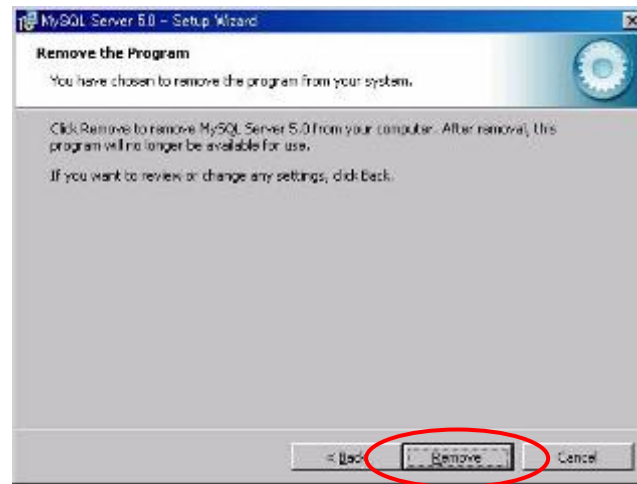 MySQL Server 5.0 - Setup Wizard
Remove the Program
You have chosen to remove the program from your system.
Click Remove to remove MySQL Server 5.0 from your computer. After removal, this
program will no longer be available for use.
If you want to review or change any settings, click Back.
< Back
Remove
Cancel